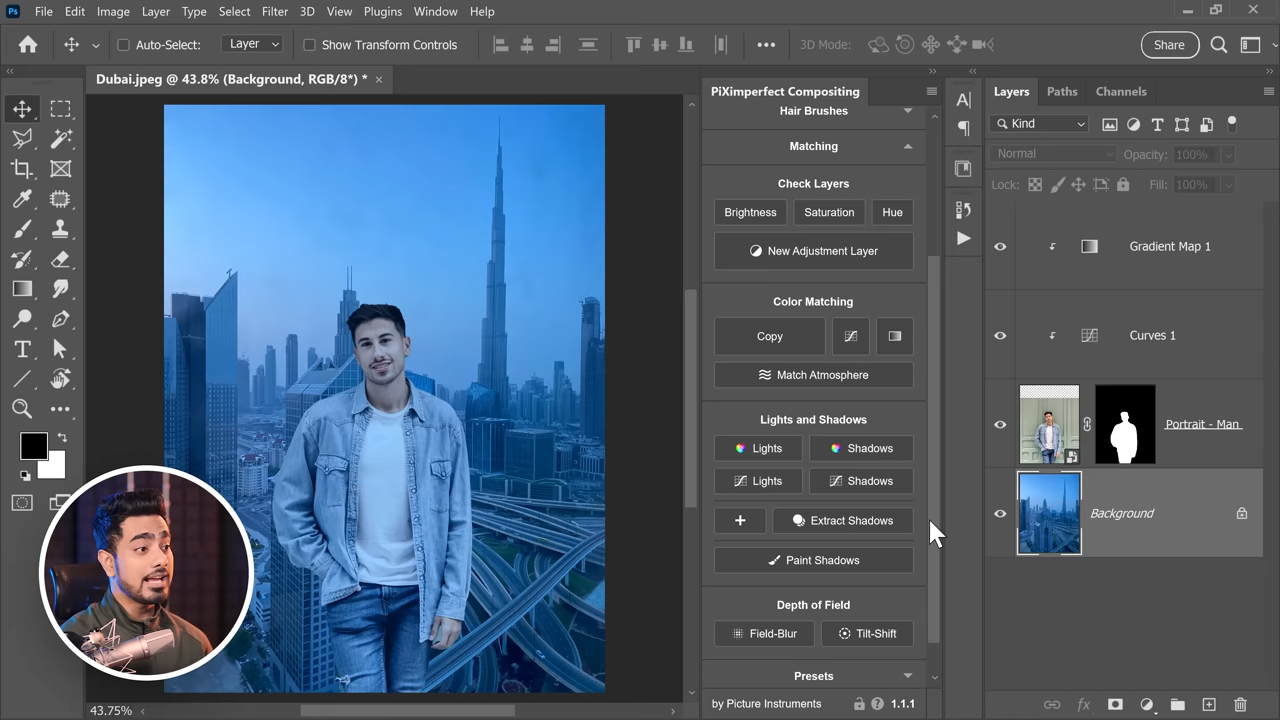 Ps File Edit Image Layer Type Select Filter 3D View Plugins Window Help
Auto-Select: Layer Show Transform Controls 3D Mode: Share
Dubai.jpeg @ 43.8% (Background, RGB/8*) *
PiXimperfect Compositing
Hair Brushes
Matching
Check Layers
Brightness Saturation Hue
New Adjustment Layer
Color Matching
Copy
Match Atmosphere
Lights and Shadows
Lights Shadows
Lights Shadows
+ Extract Shadows
Paint Shadows
Depth of Field
Field-Blur Tilt-Shift
Presets
by Picture Instruments 1.1.1
Layers Paths Channels
Kind
Normal Opacity: 100%
Lock: Fill: 100%
Gradient Map 1
Curves 1
Portrait - Man
Background
43.75%